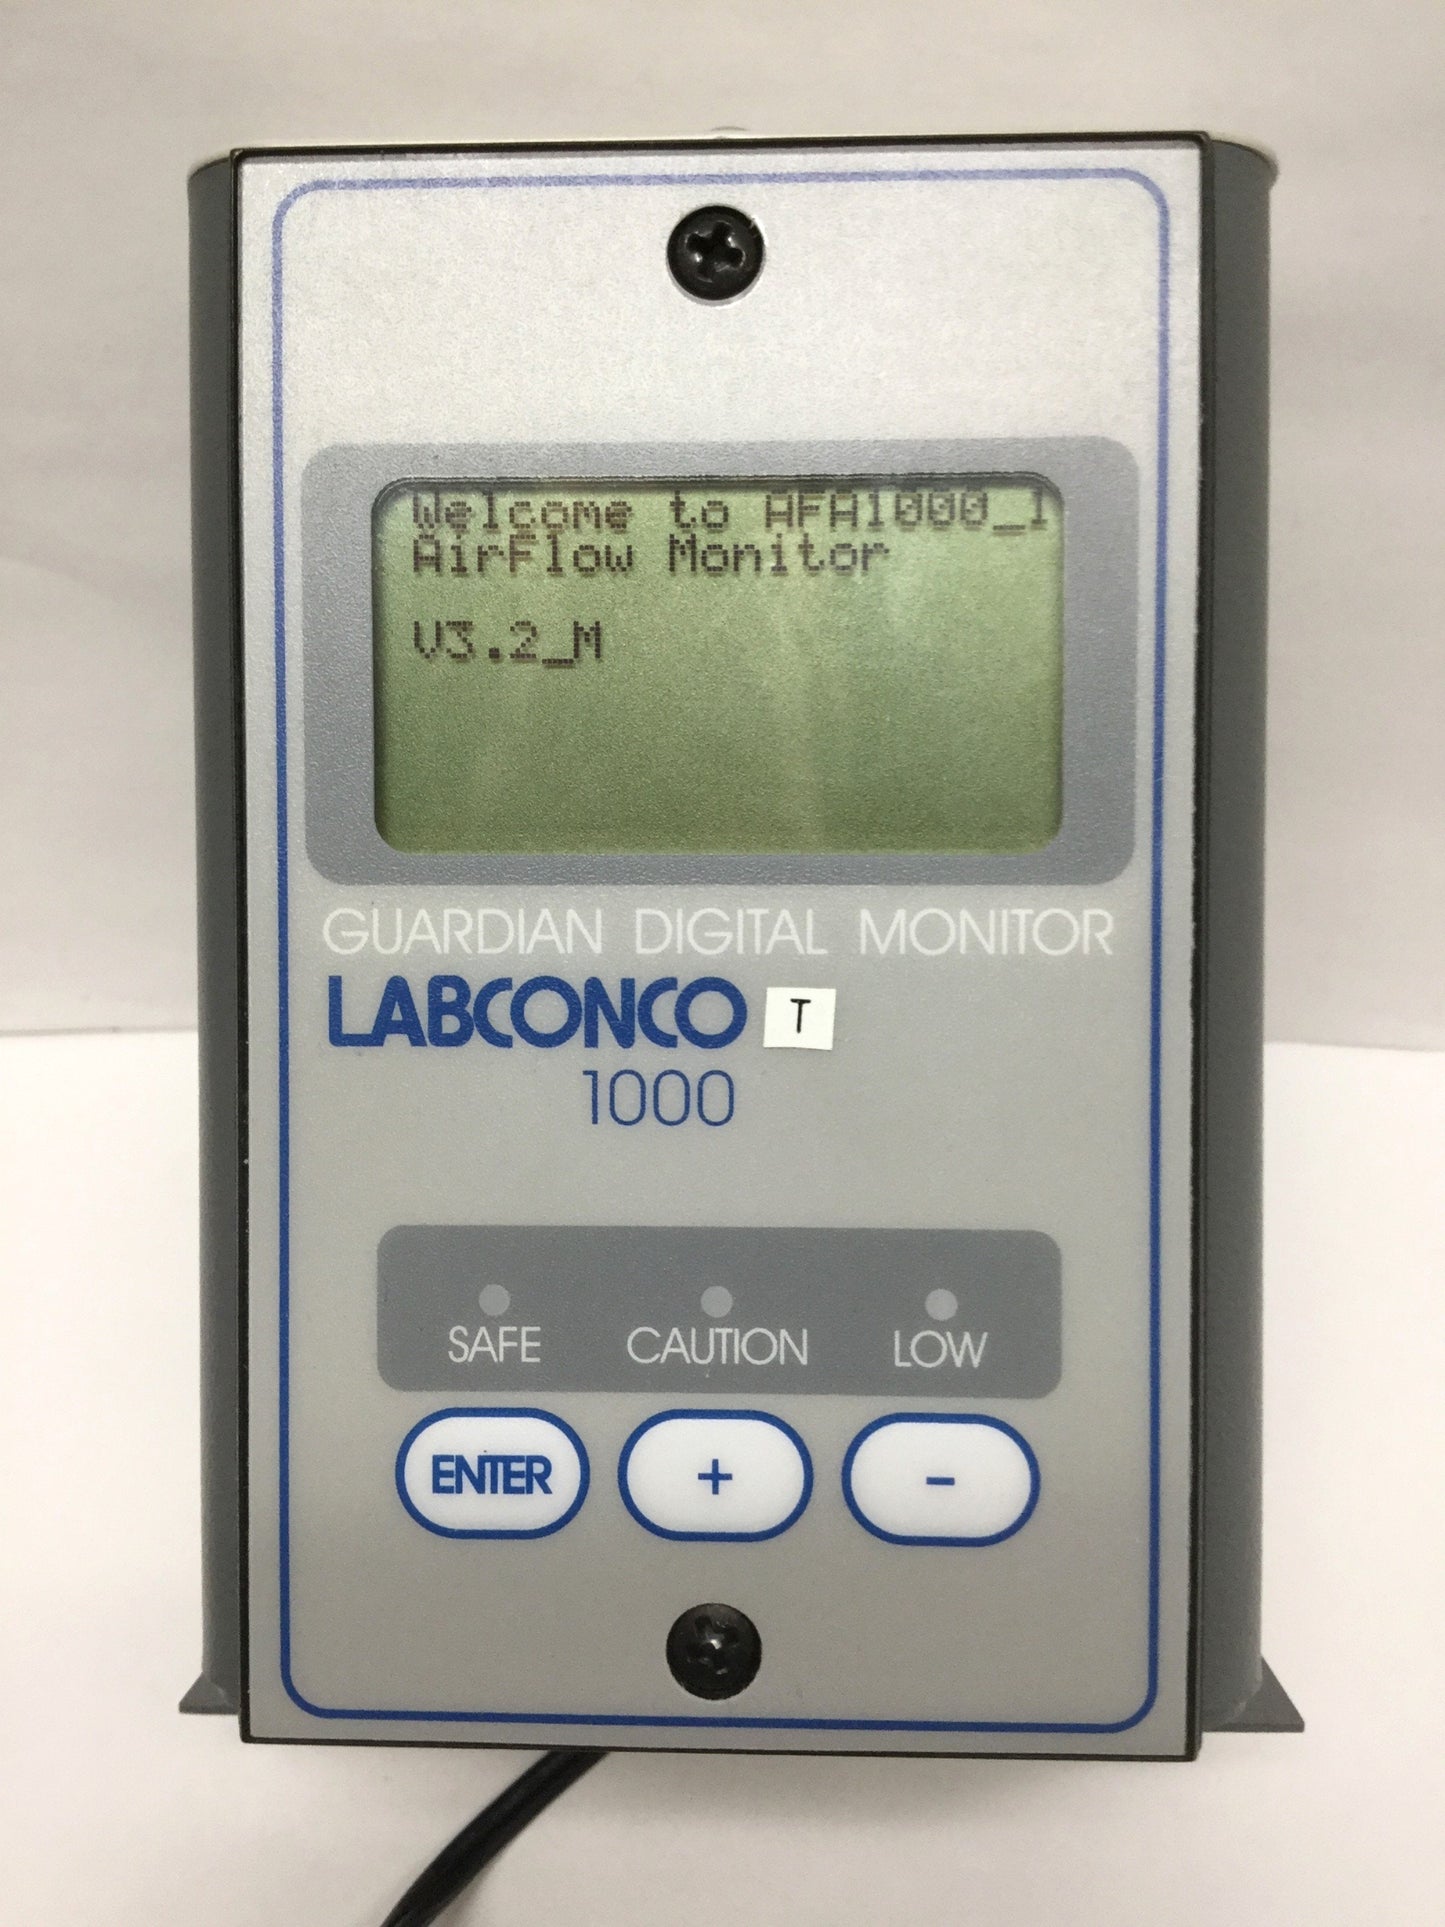 Welcome to AFA1000_1
AirFlow Monitor
V3.2_M
GUARDIAN DIGITAL MONITOR
LABCONCO T
1000
SAFE CAUTION LOW
ENTER + -